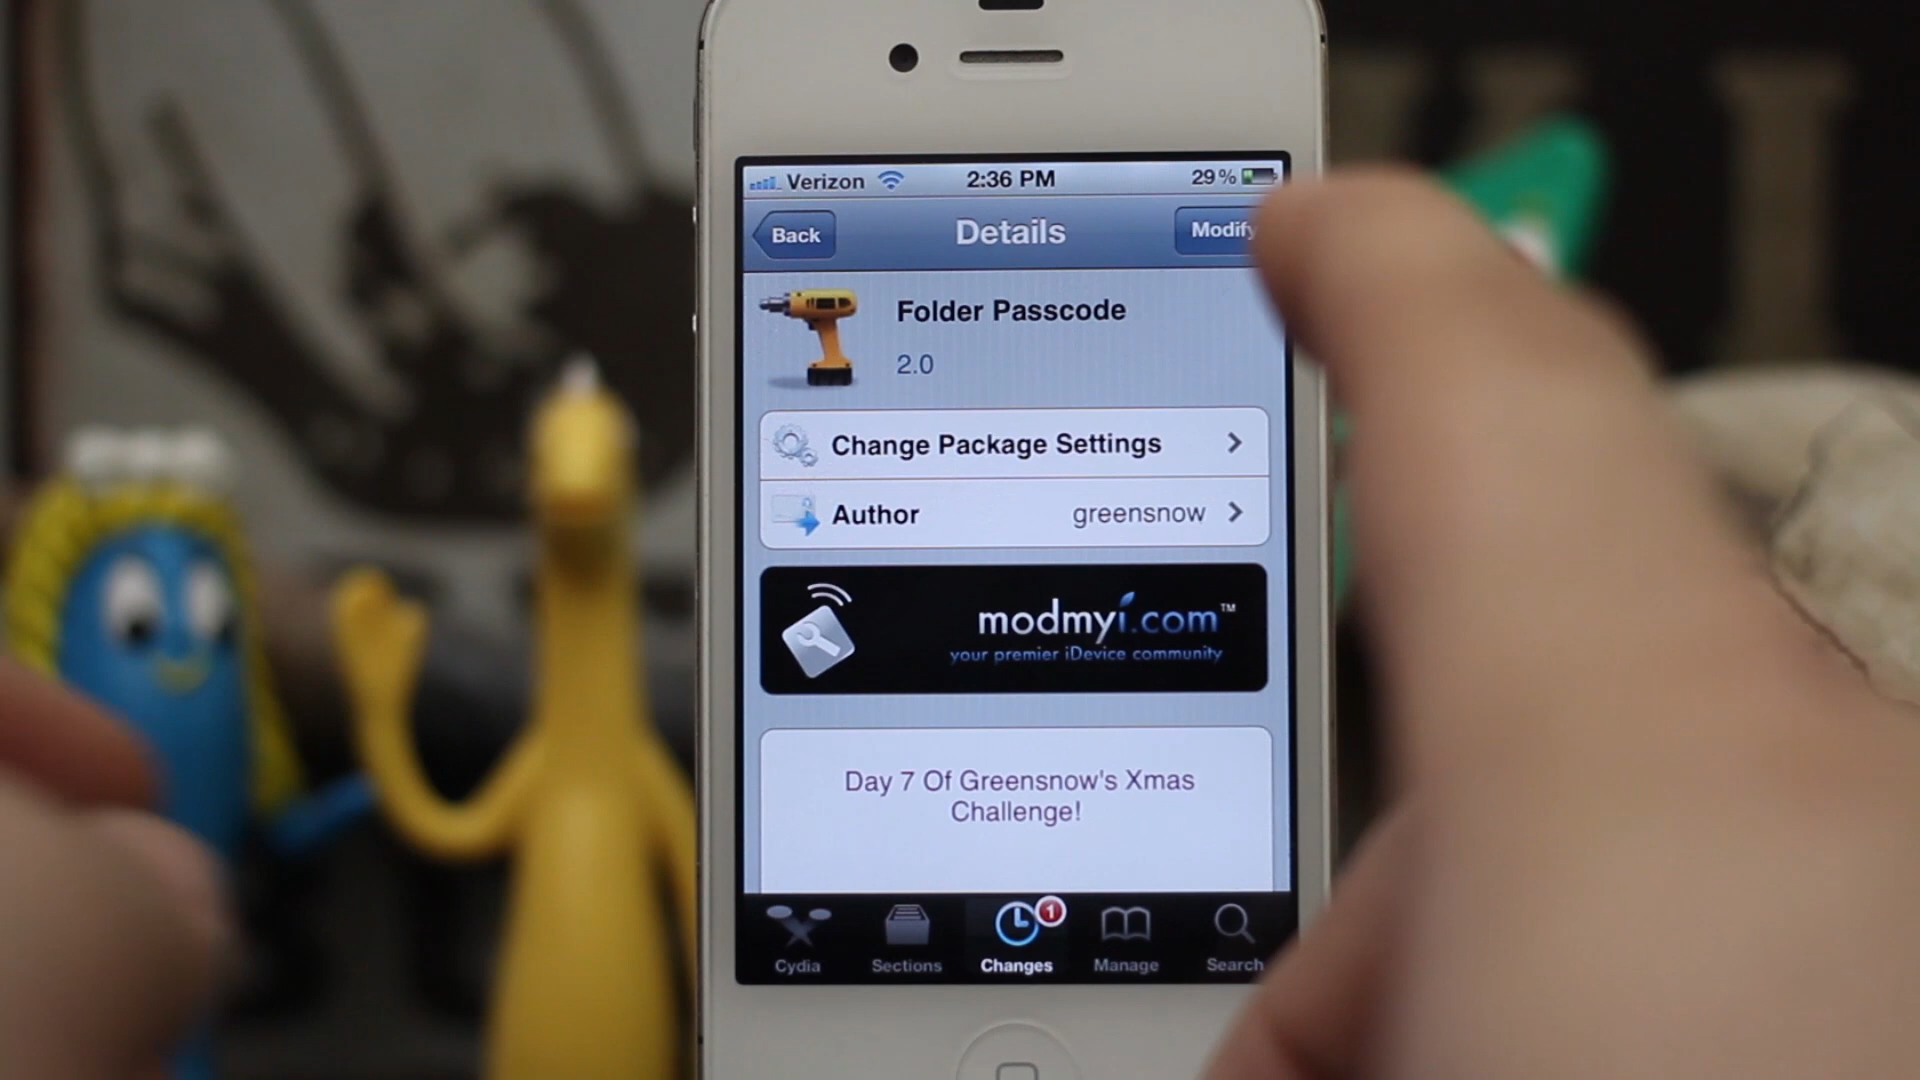 Verizon 2:36 PM 29%
Back Details Modify
Folder Passcode
2.0
Change Package Settings
Author greensnow
modmyi.com™
your premier iDevice community
Day 7 Of Greensnow's Xmas
Challenge!
1
Cydia Sections Changes Manage Search